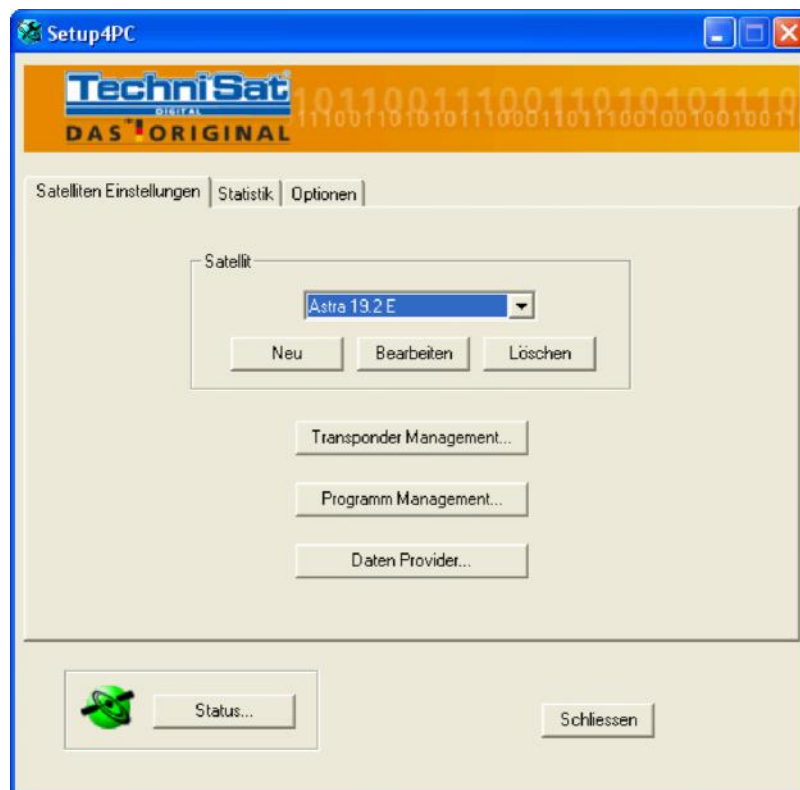 Setup4PC
TechniSat
DIGITAL
DAS ORIGINAL
Satelliten Einstellungen
Statistik
Optionen
Satellit
Astra 19.2 E
Neu
Bearbeiten
Löschen
Transponder Management...
Programm Management...
Daten Provider...
Status...
Schliessen